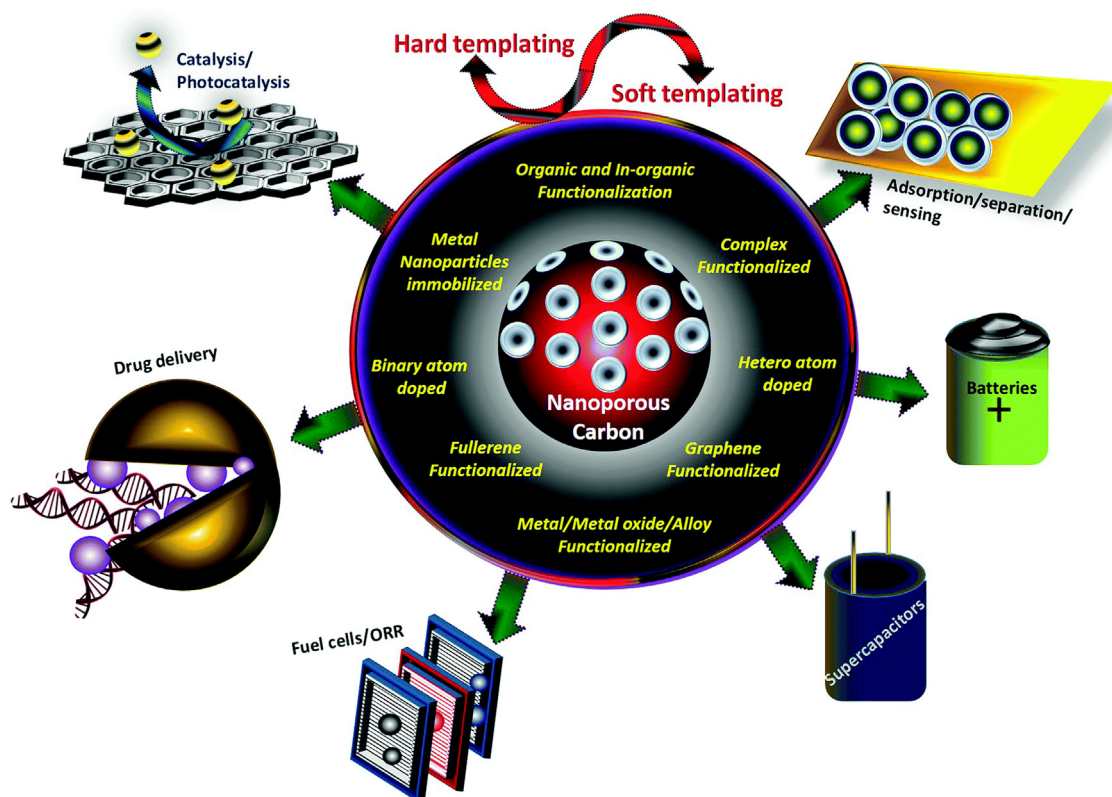 Hard templating
Soft templating
Catalysis/
Photocatalysis
Adsorption/separation/
sensing
Organic and In-organic
Functionalization
Metal
Nanoparticles
immobilized
Complex
Functionalized
Binary atom
doped
Hetero atom
doped
Nanoporous
Carbon
Fullerene
Functionalized
Graphene
Functionalized
Metal/Metal oxide/Alloy
Functionalized
Drug delivery
Batteries
+
Supercapacitors
Fuel cells/ORR